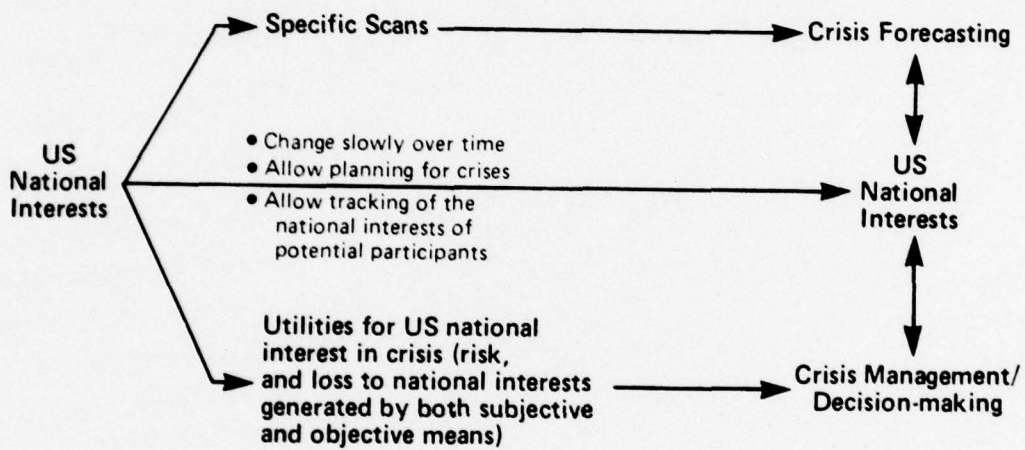 Specific Scans
Crisis Forecasting
US
National
Interests
• Change slowly over time
• Allow planning for crises
• Allow tracking of the
national interests of
potential participants
US
National
Interests
Utilities for US national
interest in crisis (risk,
and loss to national interests
generated by both subjective
and objective means)
Crisis Management/
Decision-making